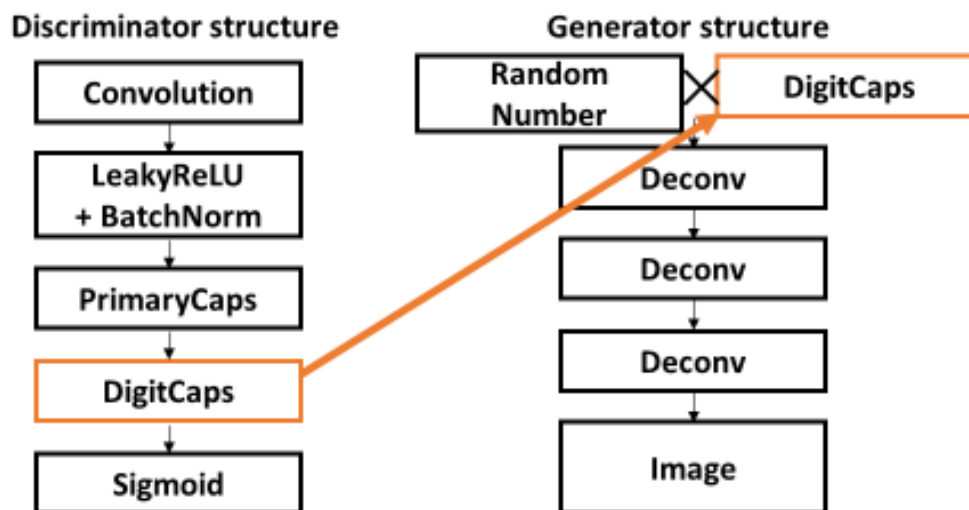 Discriminator structure
Convolution
LeakyReLU
+ BatchNorm
PrimaryCaps
DigitCaps
Sigmoid
Generator structure
Random
Number
DigitCaps
Deconv
Deconv
Deconv
Image